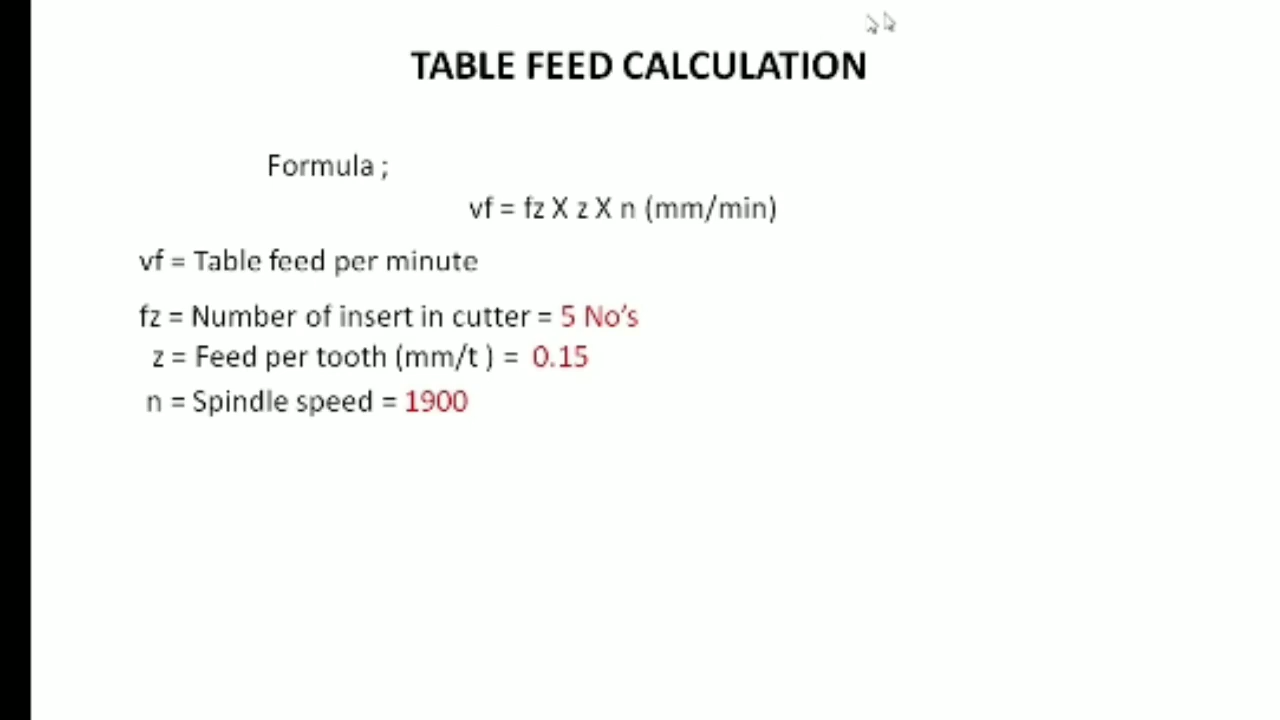 TABLE FEED CALCULATION
Formula ;
vf = fz X z X n (mm/min)
vf = Table feed per minute
fz = Number of insert in cutter = 5 No's
z = Feed per tooth (mm/t ) = 0.15
n = Spindle speed = 1900